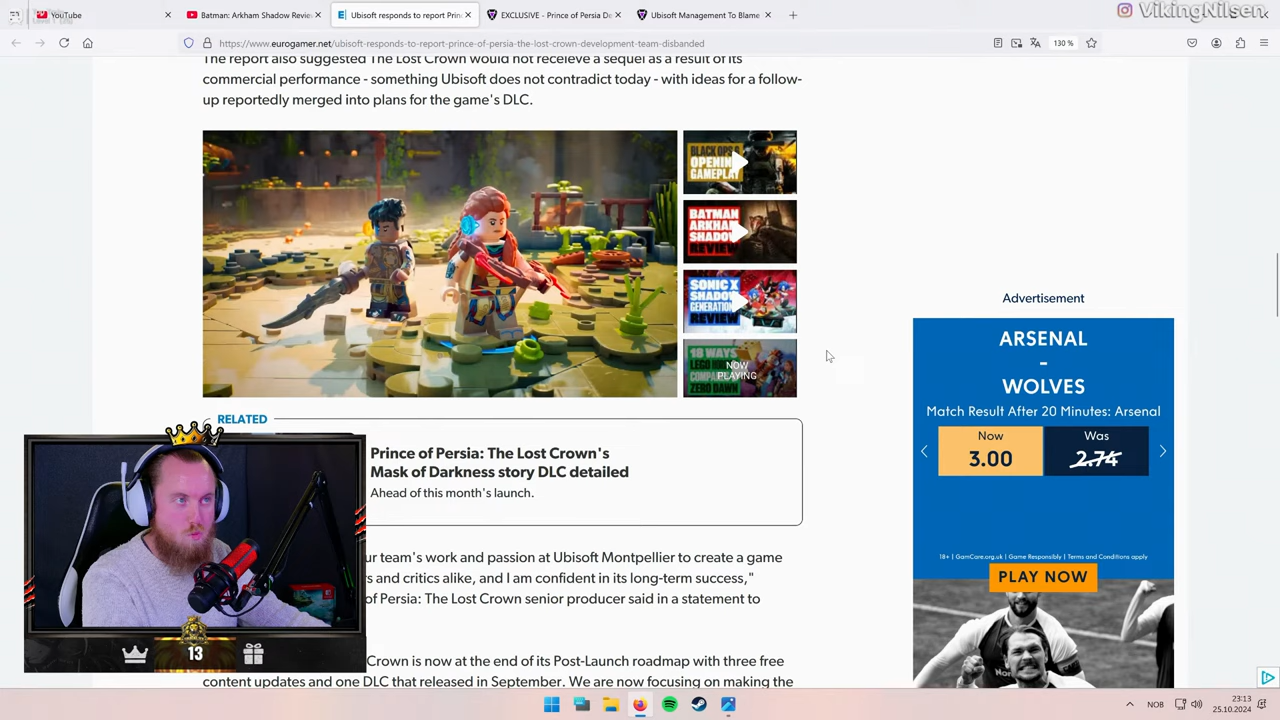 YouTube
Batman: Arkham Shadow Revie
Ubisoft responds to report Princ
EXCLUSIVE - Prince of Persia De
Ubisoft Management To Blame
VikingNilsen
https://www.eurogamer.net/ubisoft-responds-to-report-prince-of-persia-the-lost-crown-development-team-disbanded
130 %
The report also suggested The Lost Crown would not receieve a sequel as a result of its
commercial performance - something Ubisoft does not contradict today - with ideas for a follow-
up reportedly merged into plans for the game's DLC.
BLACK OPS 6
OPENING
GAMEPLAY
BATMAN
ARKHAM
SHADOW
REVIEW
SONIC X
SHADOW
GENERATIONS
REVIEW
18 WAYS
LEGO
ZERO DAWN
NOW
PLAYING
Advertisement
ARSENAL
-
WOLVES
Match Result After 20 Minutes: Arsenal
Now
Was
3.00
2.74
18+ | GamCare.org.uk | Game Responsibly | Terms and Conditions apply
PLAY NOW
RELATED
Prince of Persia: The Lost Crown's
Mask of Darkness story DLC detailed
Ahead of this month's launch.
ur team's work and passion at Ubisoft Montpellier to create a game
s and critics alike, and I am confident in its long-term success,"
of Persia: The Lost Crown senior producer said in a statement to
Crown is now at the end of its Post-Launch roadmap with three free
content updates and one DLC that released in September. We are now focusing on making the
13
NOB
23:13
25.10.2024